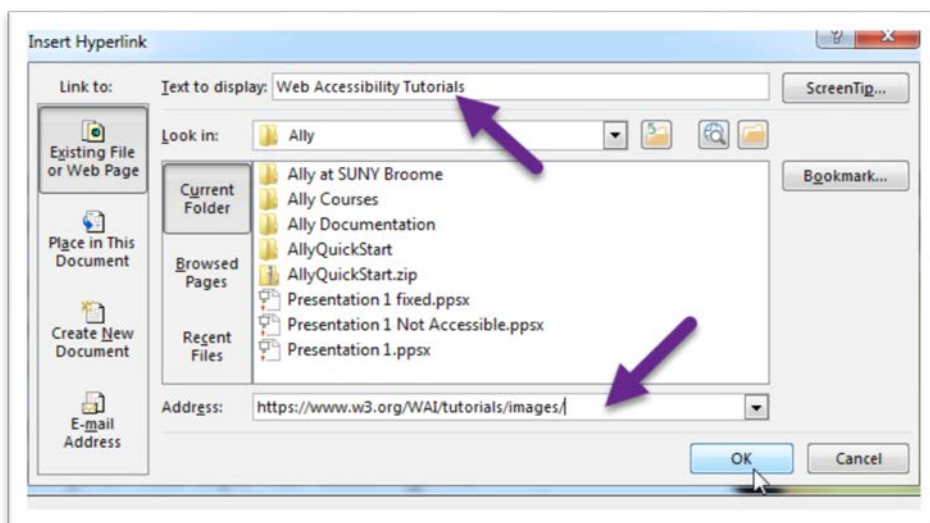 Insert Hyperlink
Link to:
Text to display: Web Accessibility Tutorials
ScreenTip...
Existing File
or Web Page
Look in: Ally
Current
Folder
Ally at SUNY Broome
Ally Courses
Ally Documentation
AllyQuickStart
AllyQuickStart.zip
Presentation 1 fixed.ppsx
Presentation 1 Not Accessible.ppsx
Presentation 1.ppsx
Bookmark...
Place in This
Document
Browsed
Pages
Create New
Document
Recent
Files
E-mail
Address
Address: https://www.w3.org/WAI/tutorials/images/
OK
Cancel